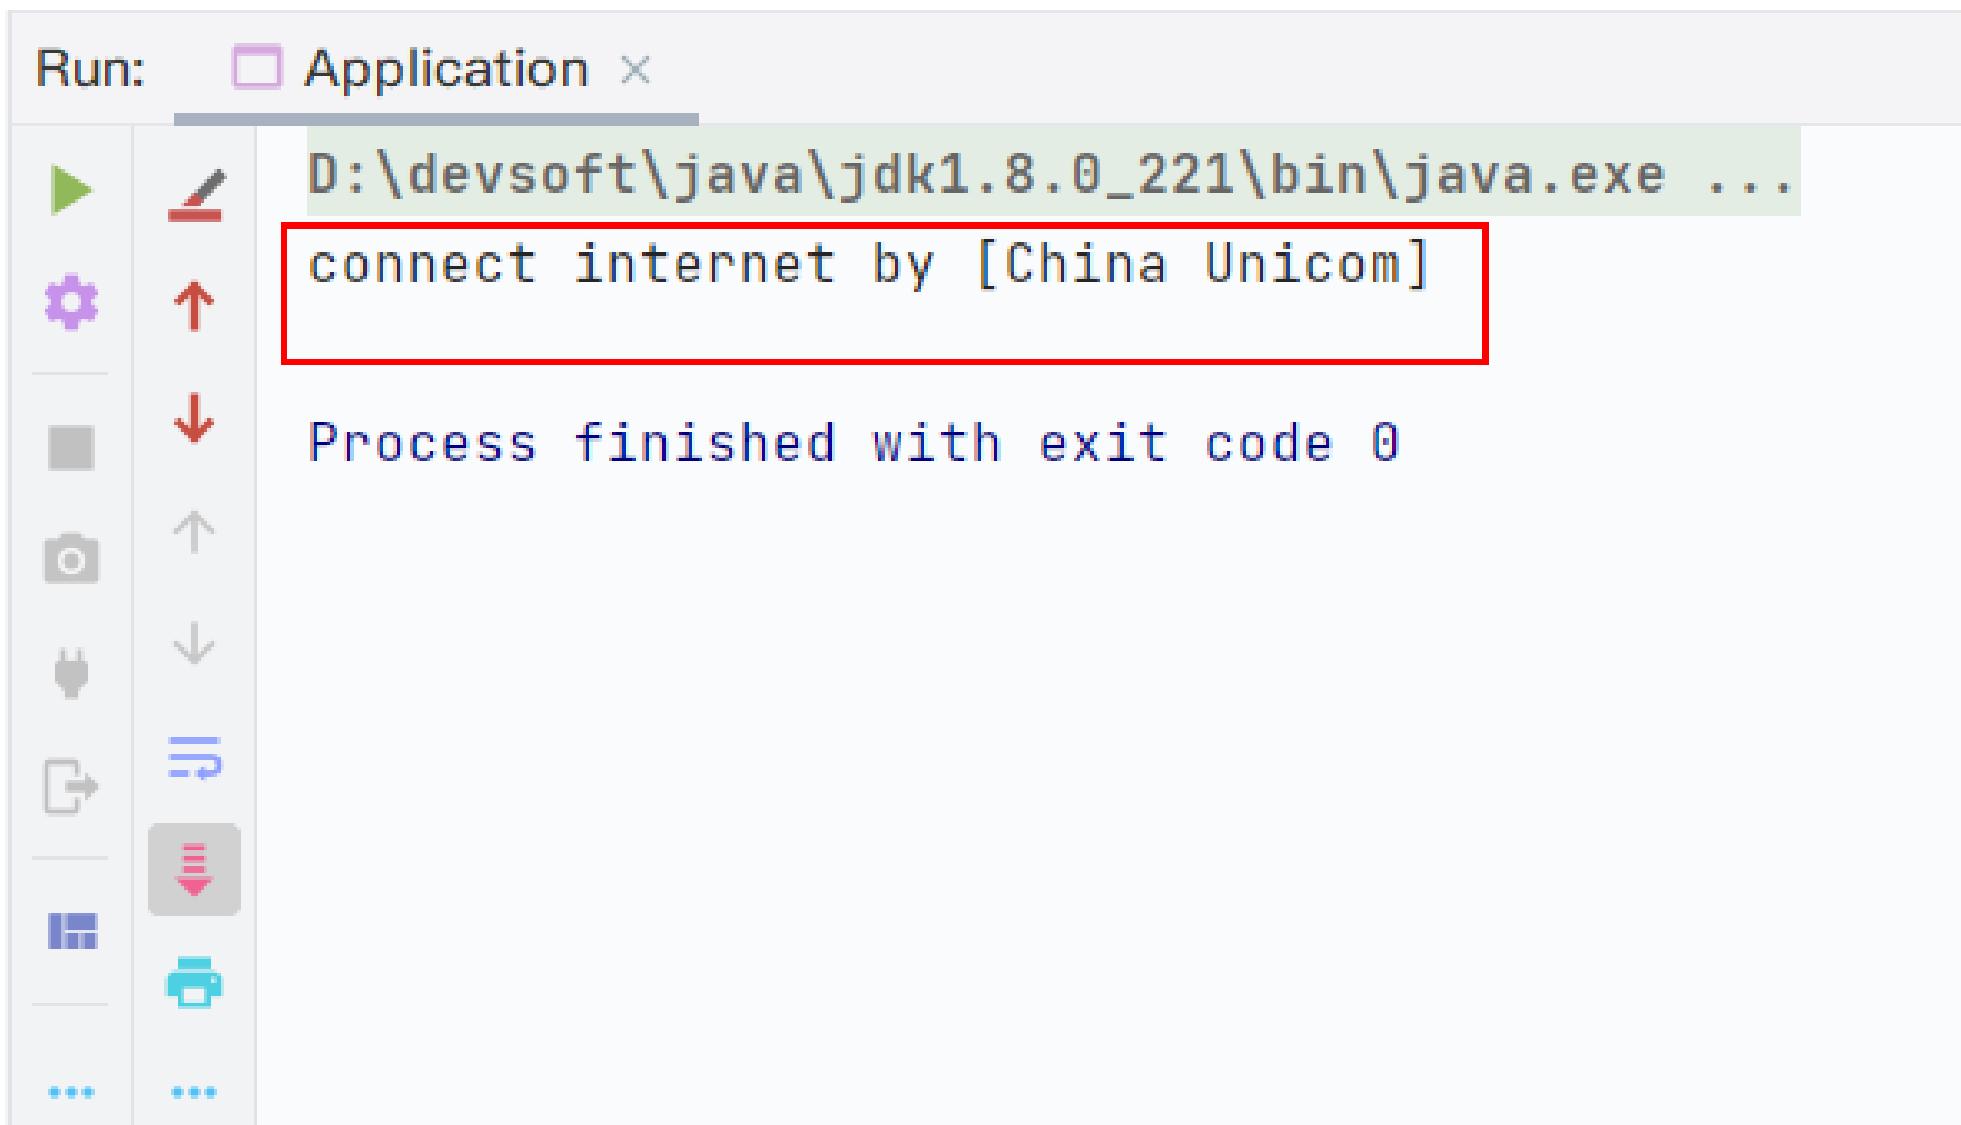 Run: Application
D:\devsoft\java\jdk1.8.0_221\bin\java.exe ...
connect internet by [China Unicom]
Process finished with exit code 0